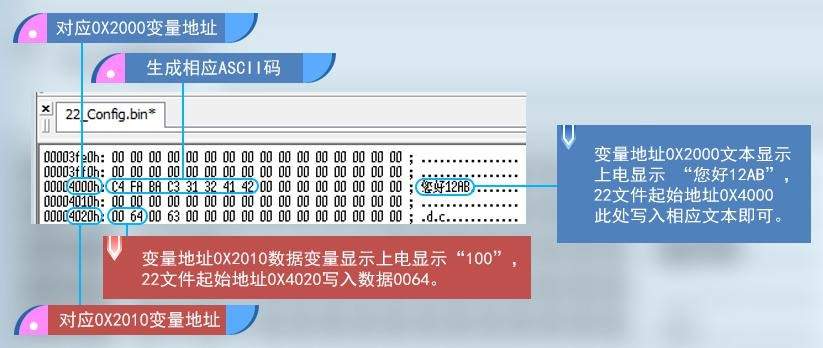 对应0X2000变量地址
生成相应ASCII码
22_Config.bin*
00003fe0h: 00 00 00 00 00 00 00 00 00 00 00 00 00 00 00 00 ; ................
00003ff0h: 00 00 00 00 00 00 00 00 00 00 00 00 00 00 00 00 ; ................
00004000h: C4 FA BA C3 31 32 41 42 00 00 00 00 00 00 00 00 ; 您好12AB........
00004010h: 00 00 00 00 00 00 00 00 00 00 00 00 00 00 00 00 ; ................
00004020h: 00 64 00 63 00 00 00 00 00 00 00 00 00 00 00 00 ; .d.c............
变量地址0X2000文本显示
上电显示 “您好12AB”，
22文件起始地址0X4000
此处写入相应文本即可。
变量地址0X2010数据变量显示上电显示“100”，
22文件起始地址0X4020写入数据0064。
对应0X2010变量地址